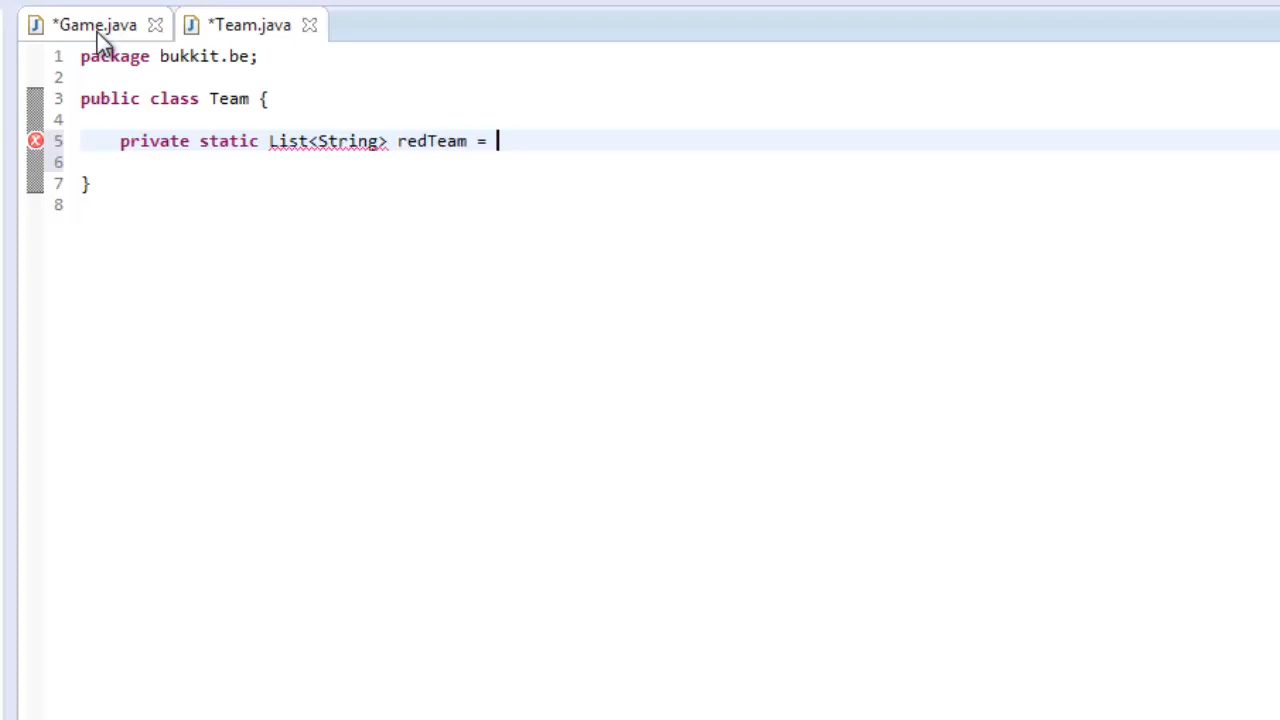 *Game.java *Team.java
1 package bukkit.be;
2
3 public class Team {
4
5 private static List<String> redTeam =
6
7 }
8